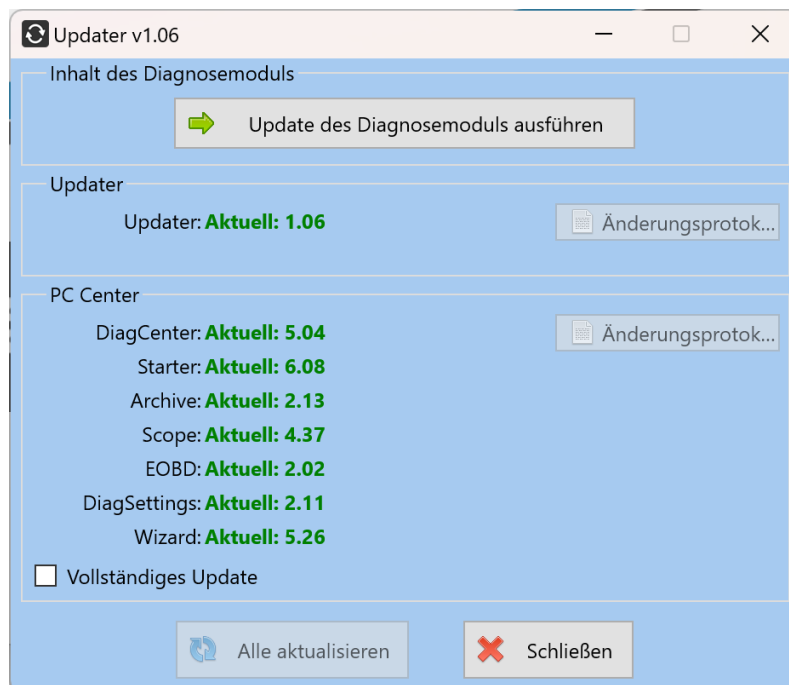 Updater v1.06
Inhalt des Diagnosemoduls
Update des Diagnosemoduls ausführen
Updater
Updater: Aktuell: 1.06
Änderungsprotok...
PC Center
DiagCenter: Aktuell: 5.04
Änderungsprotok...
Starter: Aktuell: 6.08
Archive: Aktuell: 2.13
Scope: Aktuell: 4.37
EOBD: Aktuell: 2.02
DiagSettings: Aktuell: 2.11
Wizard: Aktuell: 5.26
Vollständiges Update
Alle aktualisieren
Schließen